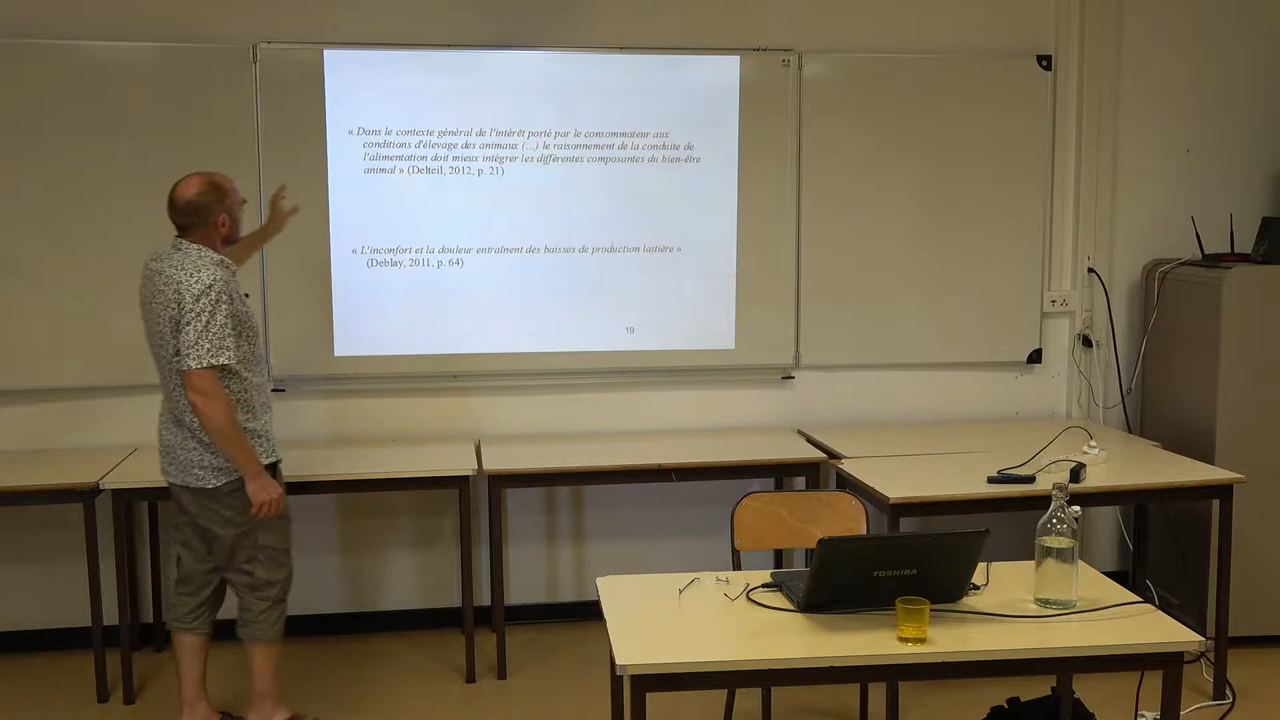 « Dans le contexte général de l'intérêt porté par le consommateur aux
conditions d'élevage des animaux (...) le raisonnement de la conduite de
l'alimentation doit mieux intégrer les différentes composantes du bien-être
animal » (Delteil, 2012, p. 21)
« L'inconfort et la douleur entraînent des baisses de production laitière »
(Deblay, 2011, p. 64)
19
TOSHIBA